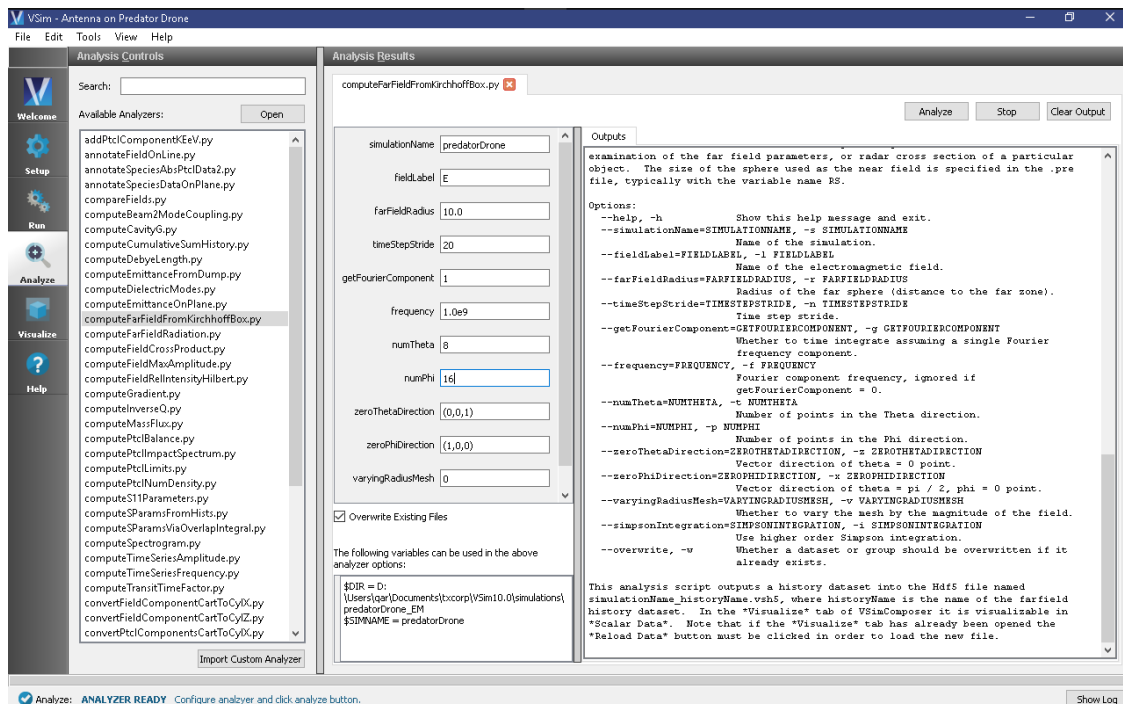 VSim - Antenna on Predator Drone
File Edit Tools View Help
Analysis Controls
Analysis Results
Welcome
Setup
Run
Analyze
Visualize
Help
Search:
Available Analyzers:
Open
addPtclComponentKEeV.py
annotateFieldOnLine.py
annotateSpeciesAbsPtclData2.py
annotateSpeciesDataOnPlane.py
compareFields.py
computeBeam2ModeCoupling.py
computeCavityG.py
computeCumulativeSumHistory.py
computeDebyeLength.py
computeEmittanceFromDump.py
computeDielectricModes.py
computeEmittanceOnPlane.py
computeFarFieldFromKirchhoffBox.py
computeFarFieldRadiation.py
computeFieldCrossProduct.py
computeFieldMaxAmplitude.py
computeFieldRelIntensityHilbert.py
computeGradient.py
computeInverseQ.py
computeMassFlux.py
computePtclBalance.py
computePtclImpactSpectrum.py
computePtclLimits.py
computePtclNumDensity.py
computeS11Parameters.py
computeSParamsFromHists.py
computeSParamsViaOverlapIntegral.py
computeSpectrogram.py
computeTimeSeriesAmplitude.py
computeTimeSeriesFrequency.py
computeTransitTimeFactor.py
convertFieldComponentCartToCylX.py
convertFieldComponentCartToCylZ.py
convertPtclComponentsCartToCylX.py
Import Custom Analyzer
computeFarFieldFromKirchhoffBox.py
Analyze Stop Clear Output
simulationName predatorDrone
fieldLabel E
farFieldRadius 10.0
timeStepStride 20
getFourierComponent 1
frequency 1.0e9
numTheta 8
numPhi 16
zeroThetaDirection (0,0,1)
zeroPhiDirection (1,0,0)
varyingRadiusMesh 0
Overwrite Existing Files
The following variables can be used in the above
analyzer options:
$DIR = D:
\Users\qar\Documents\txcorp\VSim10.0\simulations\
predatorDrone_EM
$SIMNAME = predatorDrone
Outputs
examination of the far field parameters, or radar cross section of a particular
object. The size of the sphere used as the near field is specified in the .pre
file, typically with the variable name RS.
Options:
--help, -h Show this help message and exit.
--simulationName=SIMULATIONNAME, -s SIMULATIONNAME
Name of the simulation.
--fieldLabel=FIELDLABEL, -l FIELDLABEL
Name of the electromagnetic field.
--farFieldRadius=FARFIELDRADIUS, -r FARFIELDRADIUS
Radius of the far sphere (distance to the far zone).
--timeStepStride=TIMESTEPSTRIDE, -n TIMESTEPSTRIDE
Time step stride.
--getFourierComponent=GETFOURIERCOMPONENT, -g GETFOURIERCOMPONENT
Whether to time integrate assuming a single Fourier
frequency component.
--frequency=FREQUENCY, -f FREQUENCY
Fourier component frequency, ignored if
getFourierComponent = 0.
--numTheta=NUMTHETA, -t NUMTHETA
Number of points in the Theta direction.
--numPhi=NUMPHI, -p NUMPHI
Number of points in the Phi direction.
--zeroThetaDirection=ZEROTHETADIRECTION, -z ZEROTHETADIRECTION
Vector direction of theta = 0 point.
--zeroPhiDirection=ZEROPHIDIRECTION, -x ZEROPHIDIRECTION
Vector direction of theta = pi / 2, phi = 0 point.
--varyingRadiusMesh=VARYINGRADIUSMESH, -v VARYINGRADIUSMESH
Whether to vary the mesh by the magnitude of the field.
--simpsonIntegration=SIMPSONINTEGRATION, -i SIMPSONINTEGRATION
Use higher order Simpson integration.
--overwrite, -w Whether a dataset or group should be overwritten if it
already exists.
This analysis script outputs a history dataset into the Hdf5 file named
simulationName_historyName.vsh5, where historyName is the name of the farfield
history dataset. In the *Visualize* tab of VSimComposer it is visualizable in
*Scalar Data*. Note that if the *Visualize* tab has already been opened the
*Reload Data* button must be clicked in order to load the new file.
Analyze: ANALYZER READY Configure analzyer and click analyze button.
Show Log